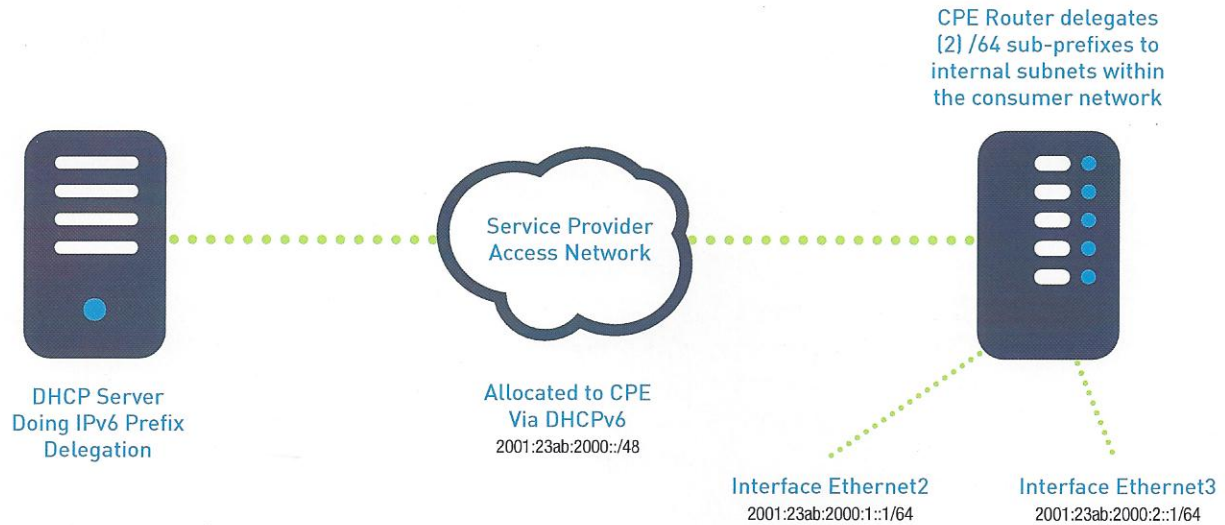 CPE Router delegates
(2) /64 sub-prefixes to
internal subnets within
the consumer network
Service Provider
Access Network
DHCP Server
Doing IPv6 Prefix
Delegation
Allocated to CPE
Via DHCPv6
2001:23ab:2000::/48
Interface Ethernet2
2001:23ab:2000:1::1/64
Interface Ethernet3
2001:23ab:2000:2::1/64